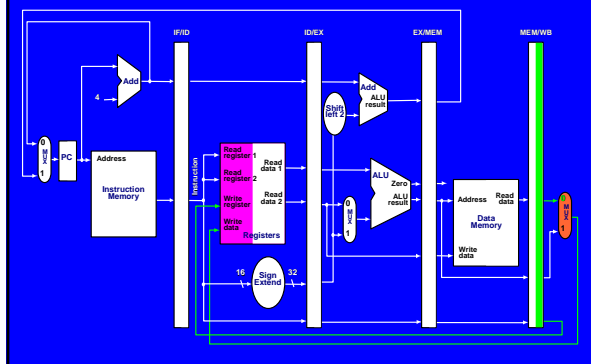 IF/ID
ID/EX
EX/MEM
MEM/WB
Add
4
Add
ALU
result
Shift
left 2
0
MUX
1
PC
Address
Instruction
Memory
Instruction
Read
register 1
Read
register 2
Write
register
Write
data
Read
data 1
Read
data 2
Registers
0
MUX
1
ALU
Zero
ALU
result
Address
Read
data
Data
Memory
Write
data
0
MUX
1
16
Sign
Extend
32